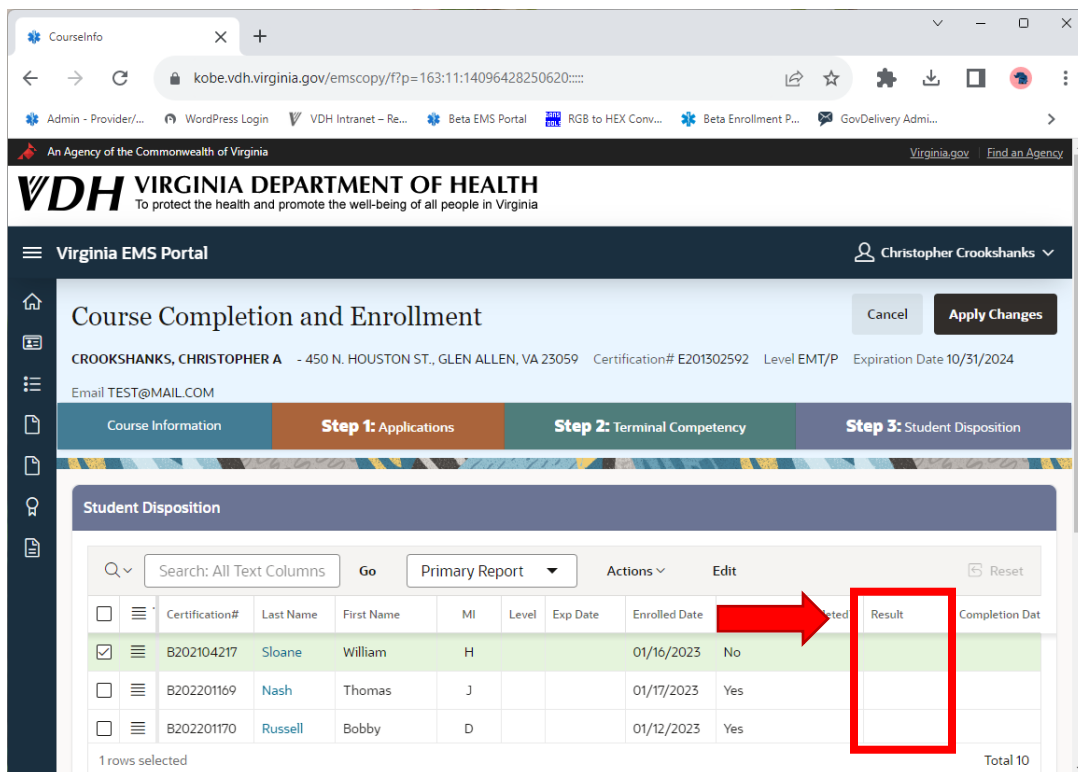 CourseInfo
kobe.vdh.virginia.gov/emscopy/f?p=163:11:14096428250620:::::
Admin - Provider/... WordPress Login VDH Intranet – Re... Beta EMS Portal RGB to HEX Conv... Beta Enrollment P... GovDelivery Admi...
An Agency of the Commonwealth of Virginia Virginia.gov Find an Agency
VDH VIRGINIA DEPARTMENT OF HEALTH
To protect the health and promote the well-being of all people in Virginia
Virginia EMS Portal Christopher Crookshanks
Course Completion and Enrollment Cancel Apply Changes
CROOKSHANKS, CHRISTOPHER A - 450 N. HOUSTON ST., GLEN ALLEN, VA 23059 Certification# E201302592 Level EMT/P Expiration Date 10/31/2024
Email TEST@MAIL.COM
Course Information Step 1: Applications Step 2: Terminal Competency Step 3: Student Disposition
Student Disposition
Search: All Text Columns Go Primary Report Actions Edit Reset
Certification# Last Name First Name MI Level Exp Date Enrolled Date Result Completion Dat
B202104217 Sloane William H 01/16/2023 No
B202201169 Nash Thomas J 01/17/2023 Yes
B202201170 Russell Bobby D 01/12/2023 Yes
1 rows selected Total 10